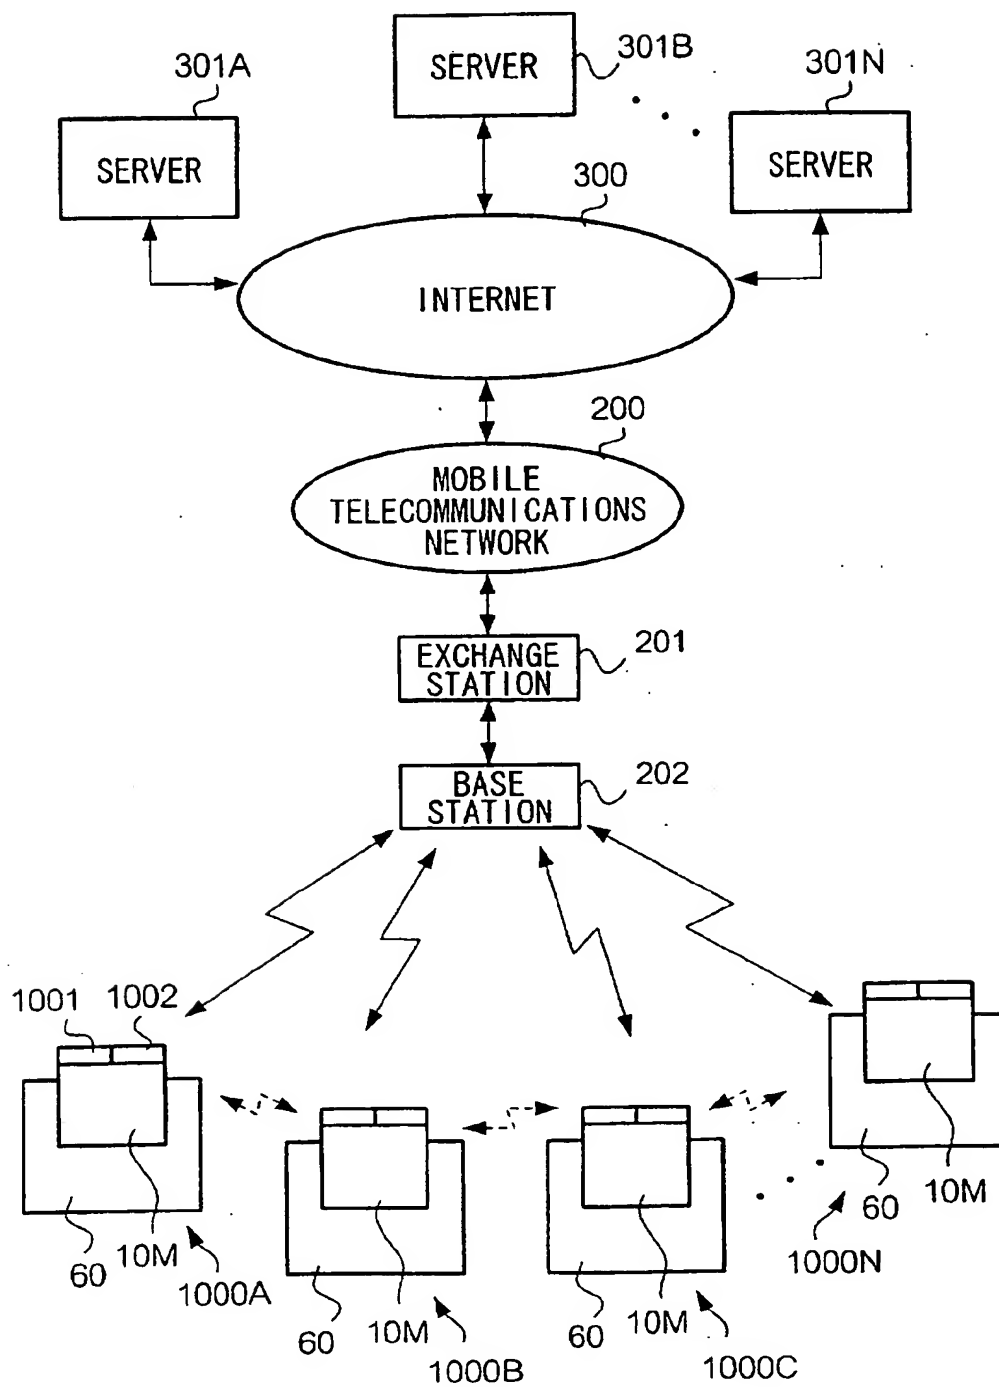 301A
SERVER
SERVER
301B
301N
SERVER
300
INTERNET
200
MOBILE
TELECOMMUNICATIONS
NETWORK
EXCHANGE
STATION
201
BASE
STATION
202
1001
1002
60
10M
1000A
60
10M
1000B
60
10M
1000C
60
10M
1000N